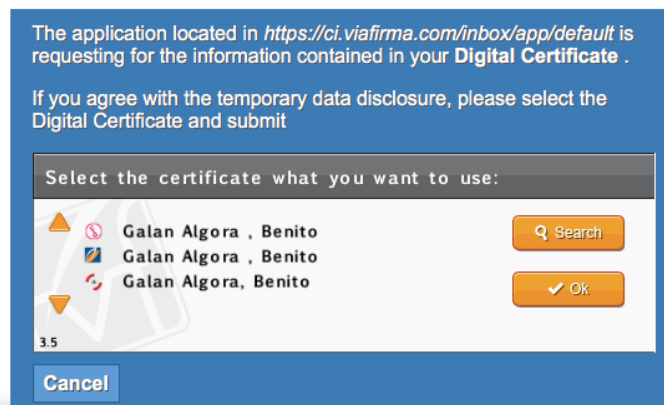 The application located in https://ci.viafirma.com/inbox/app/default is
requesting for the information contained in your Digital Certificate .
If you agree with the temporary data disclosure, please select the
Digital Certificate and submit
Select the certificate what you want to use:
Galan Algora , Benito
Galan Algora , Benito
Galan Algora, Benito
Search
Ok
3.5
Cancel